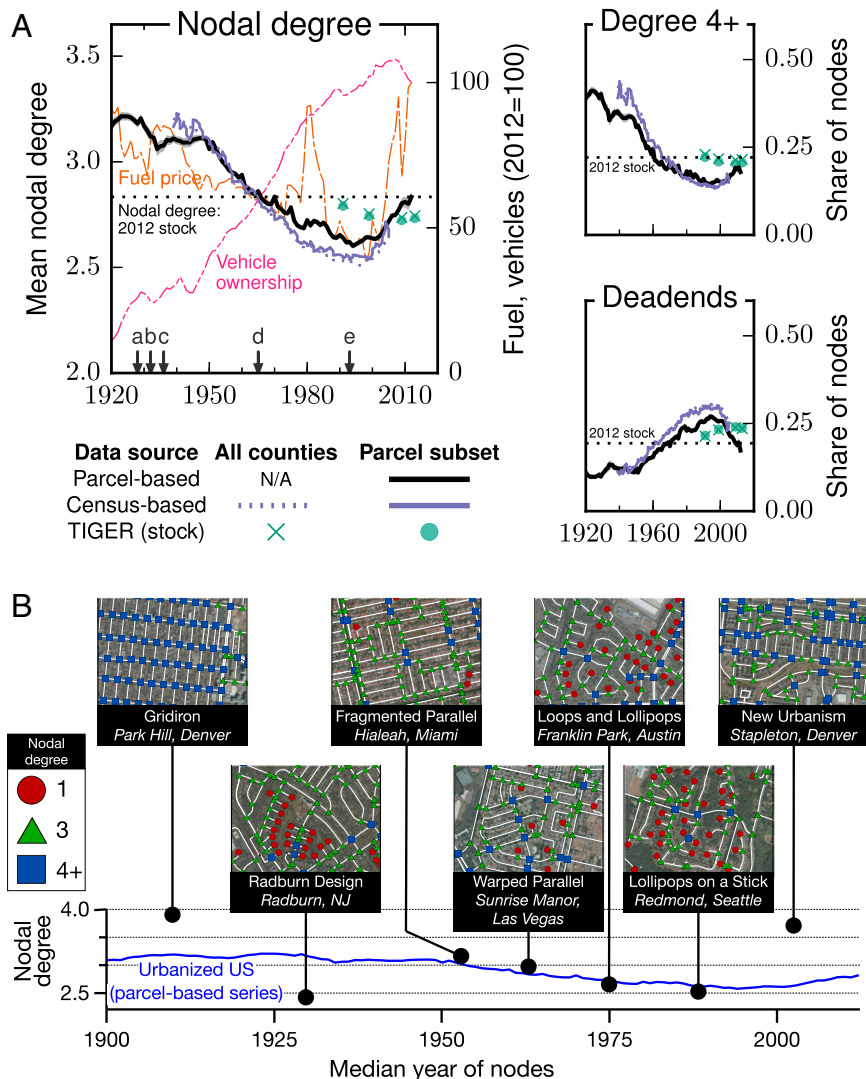 A
Nodal degree
Mean nodal degree
3.5
3.0
2.5
2.0
100
50
0
Fuel, vehicles (2012=100)
Fuel price
Nodal degree:
2012 stock
Vehicle
ownership
a b c d e
1920 1950 1980 2010
Degree 4+
0.60
0.25
0.00
Share of nodes
2012 stock
Deadends
0.60
0.25
0.00
Share of nodes
2012 stock
1920 1960 2000
Data source All counties Parcel subset
Parcel-based N/A
Census-based
TIGER (stock)
B
Gridiron
Park Hill, Denver
Fragmented Parallel
Hialeah, Miami
Loops and Lollipops
Franklin Park, Austin
New Urbanism
Stapleton, Denver
Nodal
degree
1
3
4+
Radburn Design
Radburn, NJ
Warped Parallel
Sunrise Manor,
Las Vegas
Lollipops on a Stick
Redmond, Seattle
Nodal
degree
4.0
2.5
Urbanized US
(parcel-based series)
1900 1925 1950 1975 2000
Median year of nodes